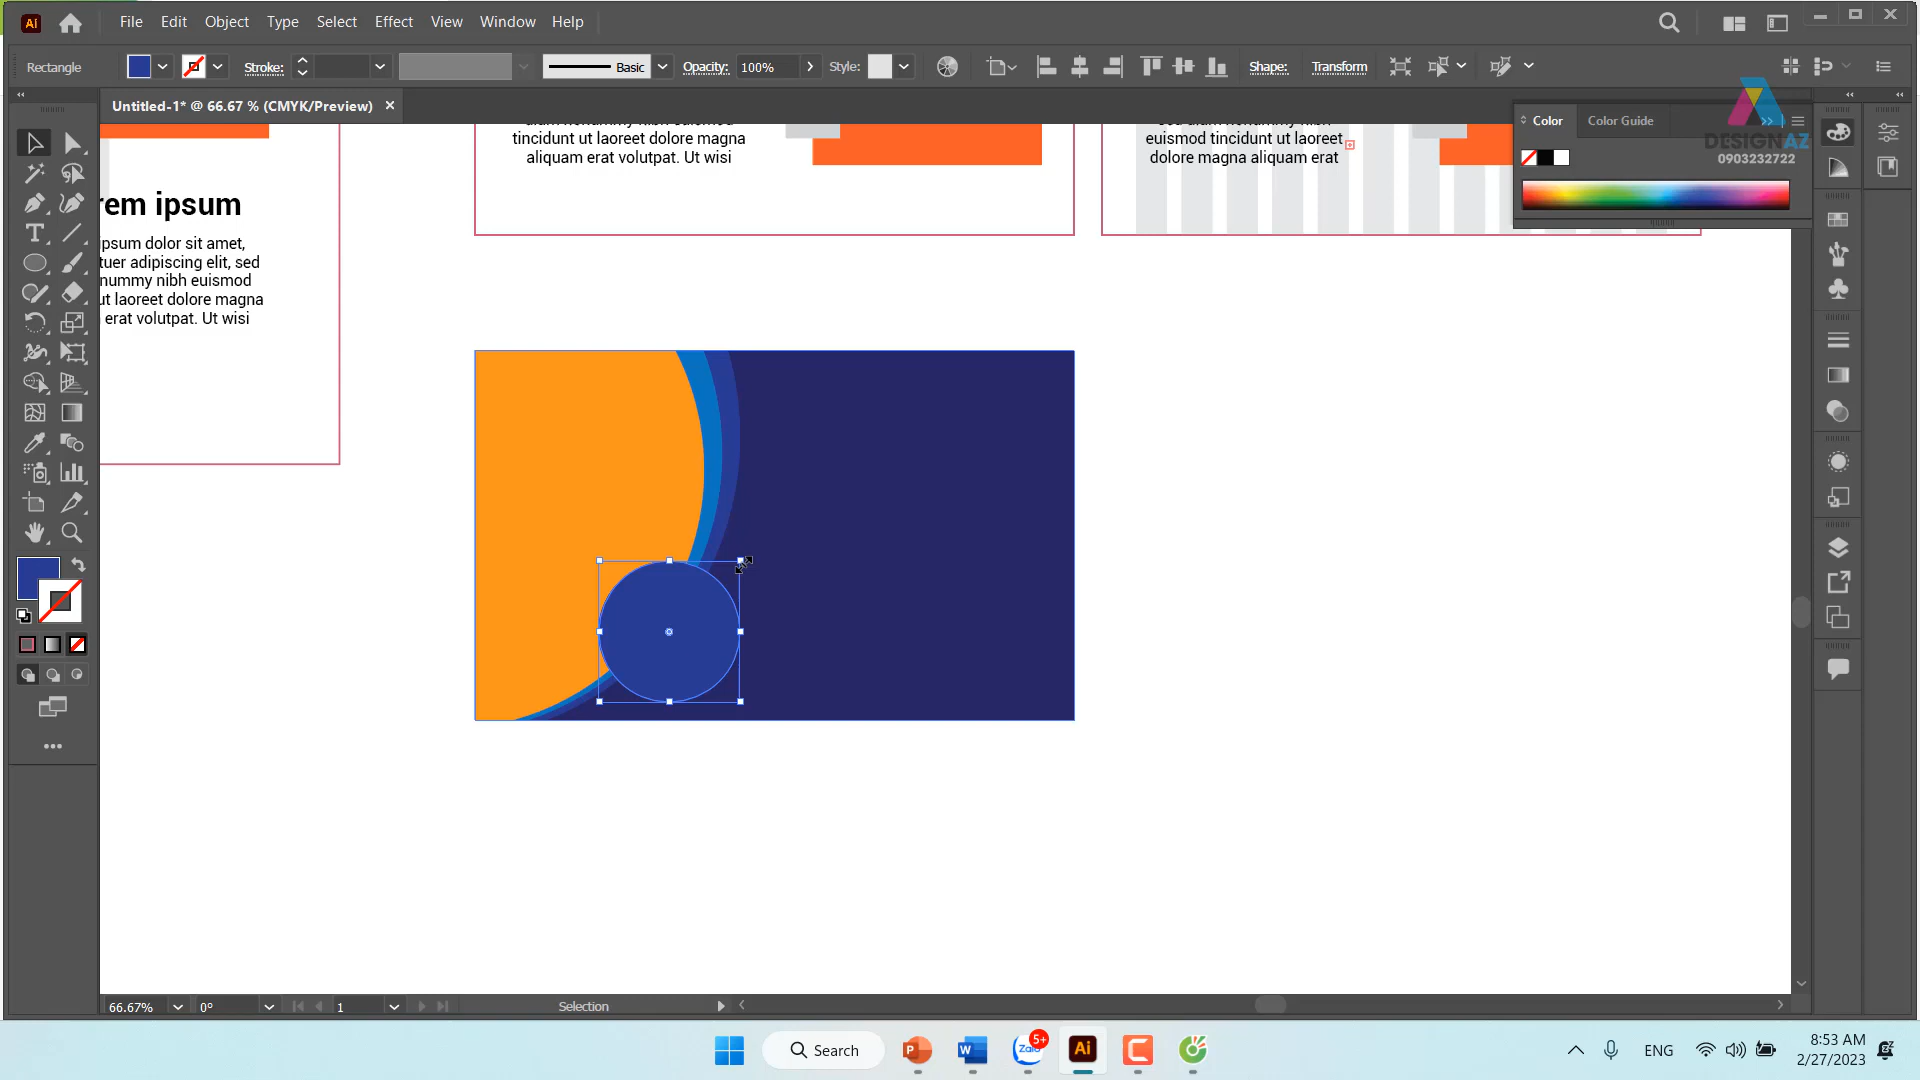 Ai
File Edit Object Type Select Effect View Window Help
Rectangle
Stroke:
Basic
Opacity:
100%
Style:
Shape:
Transform
Untitled-1* @ 66.67 % (CMYK/Preview)
tincidunt ut laoreet dolore magna
aliquam erat volutpat. Ut wisi
euismod tincidunt ut laoreet
dolore magna aliquam erat
Color
Color Guide
DESIGNAZ
0903232722
rem ipsum
ipsum dolor sit amet,
tuer adipiscing elit, sed
nummy nibh euismod
ut laoreet dolore magna
erat volutpat. Ut wisi
66.67%
0°
1
Selection
Search
P
W
Zalo
5+
Ai
C
ENG
8:53 AM
2/27/2023